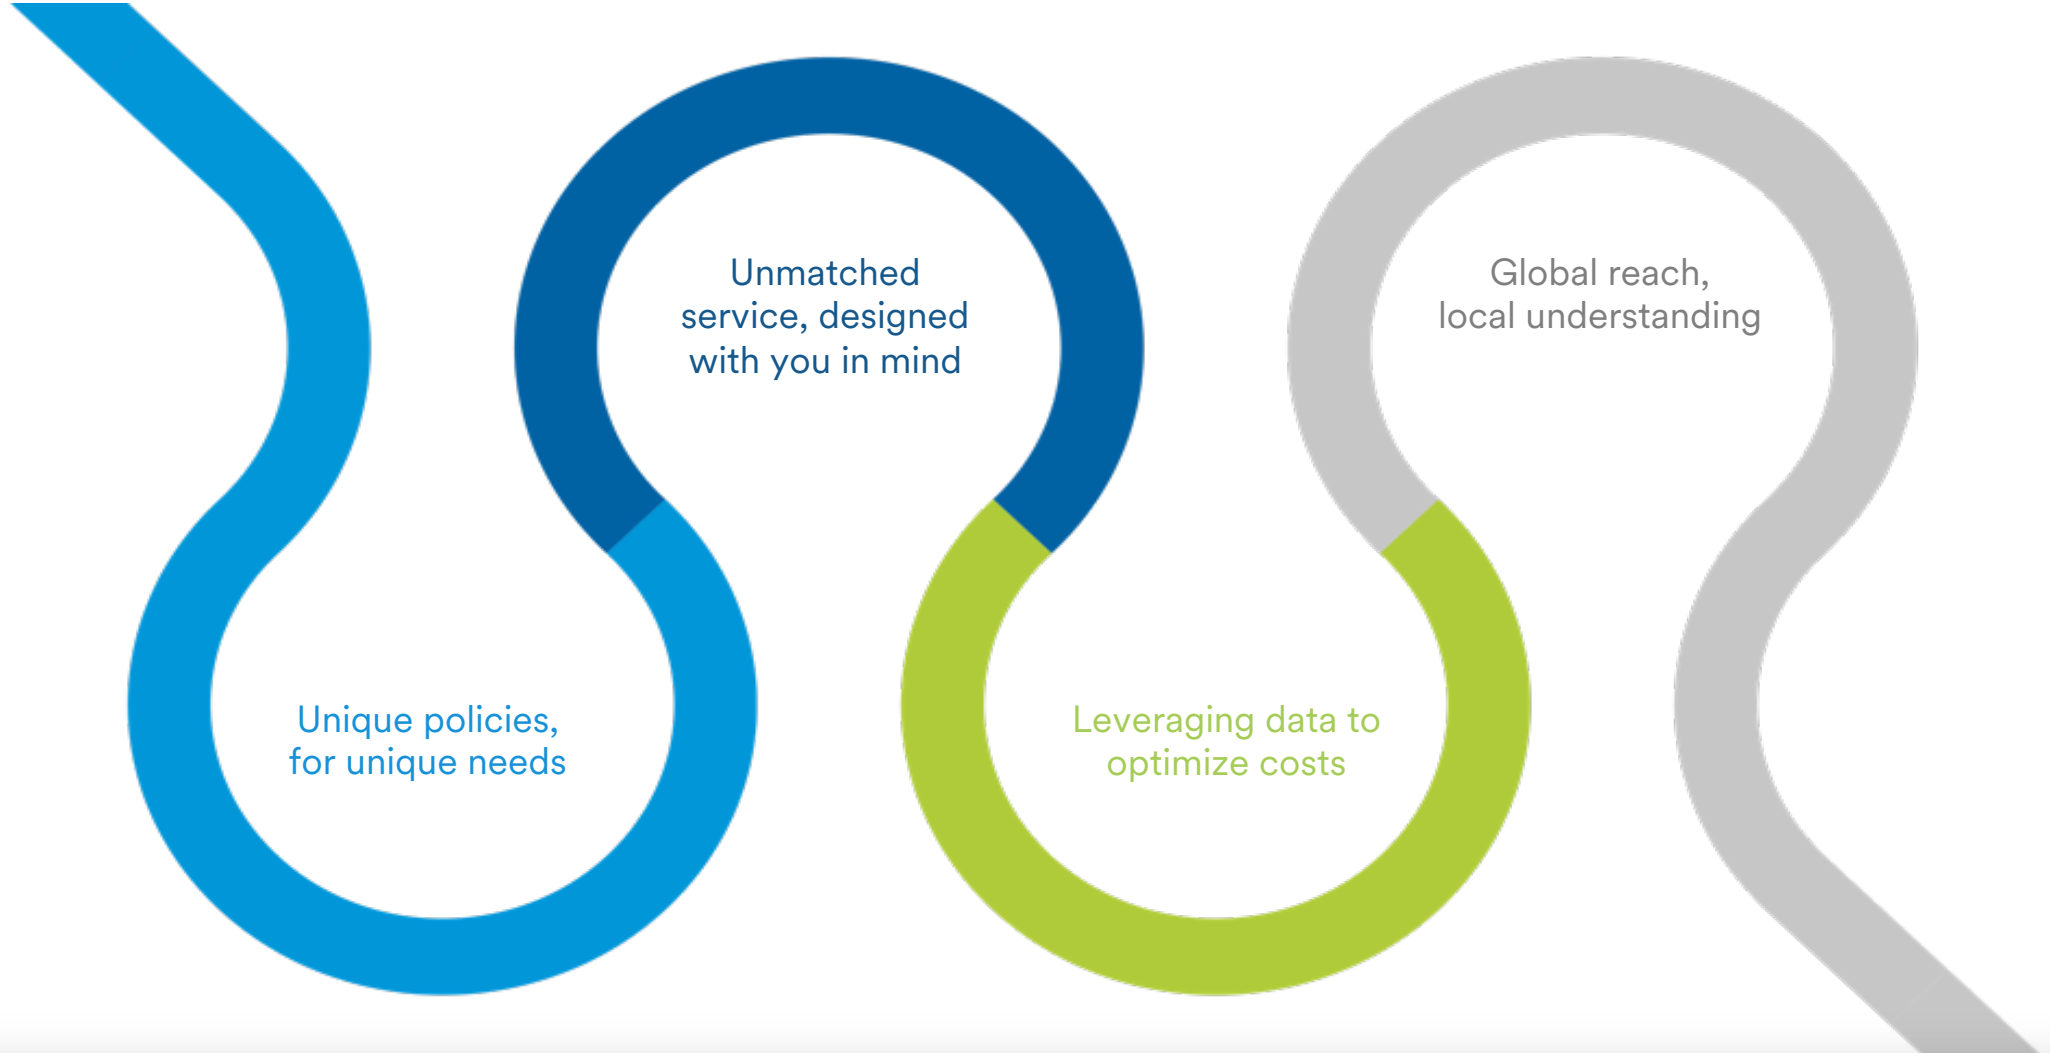 Unique policies,
for unique needs
Unmatched
service, designed
with you in mind
Leveraging data to
optimize costs
Global reach,
local understanding